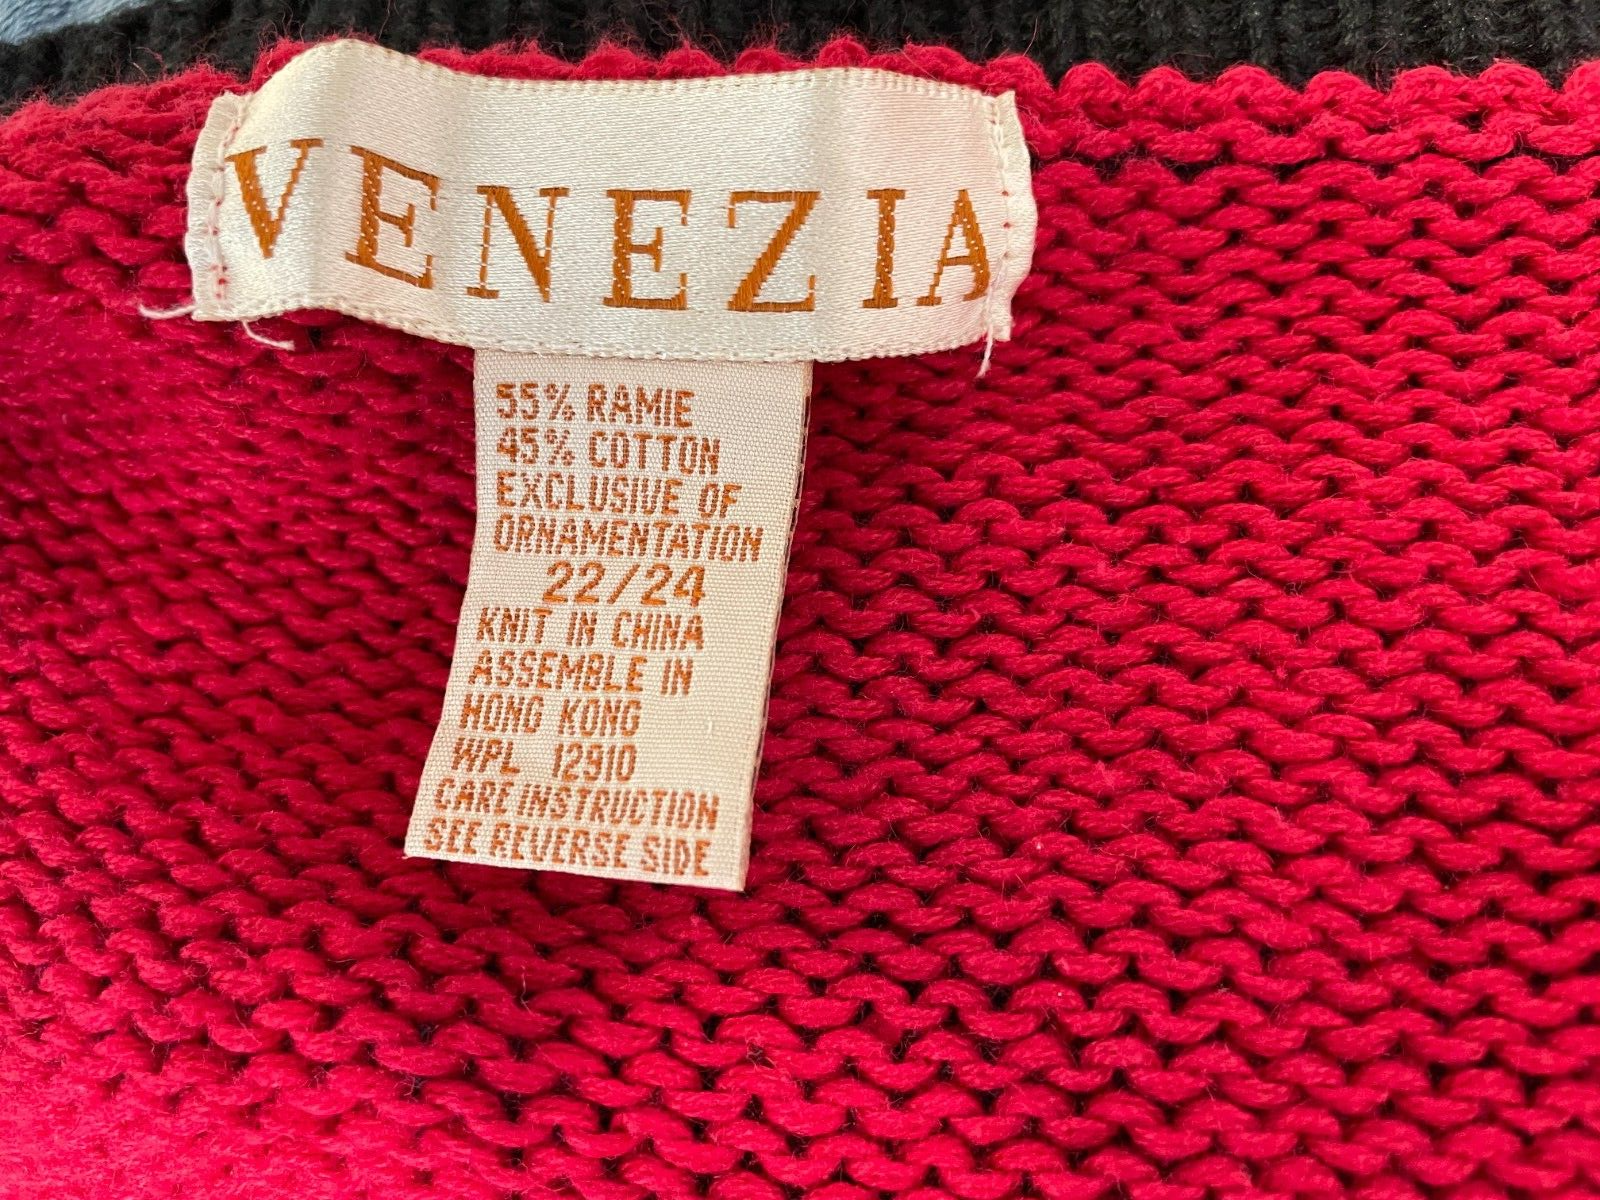 VENEZIA
55% RAMIE
45% COTTON
EXCLUSIVE OF
ORNAMENTATION
22/24
KNIT IN CHINA
ASSEMBLE IN
HONG KONG
WPL 12910
CARE INSTRUCTION
SEE REVERSE SIDE